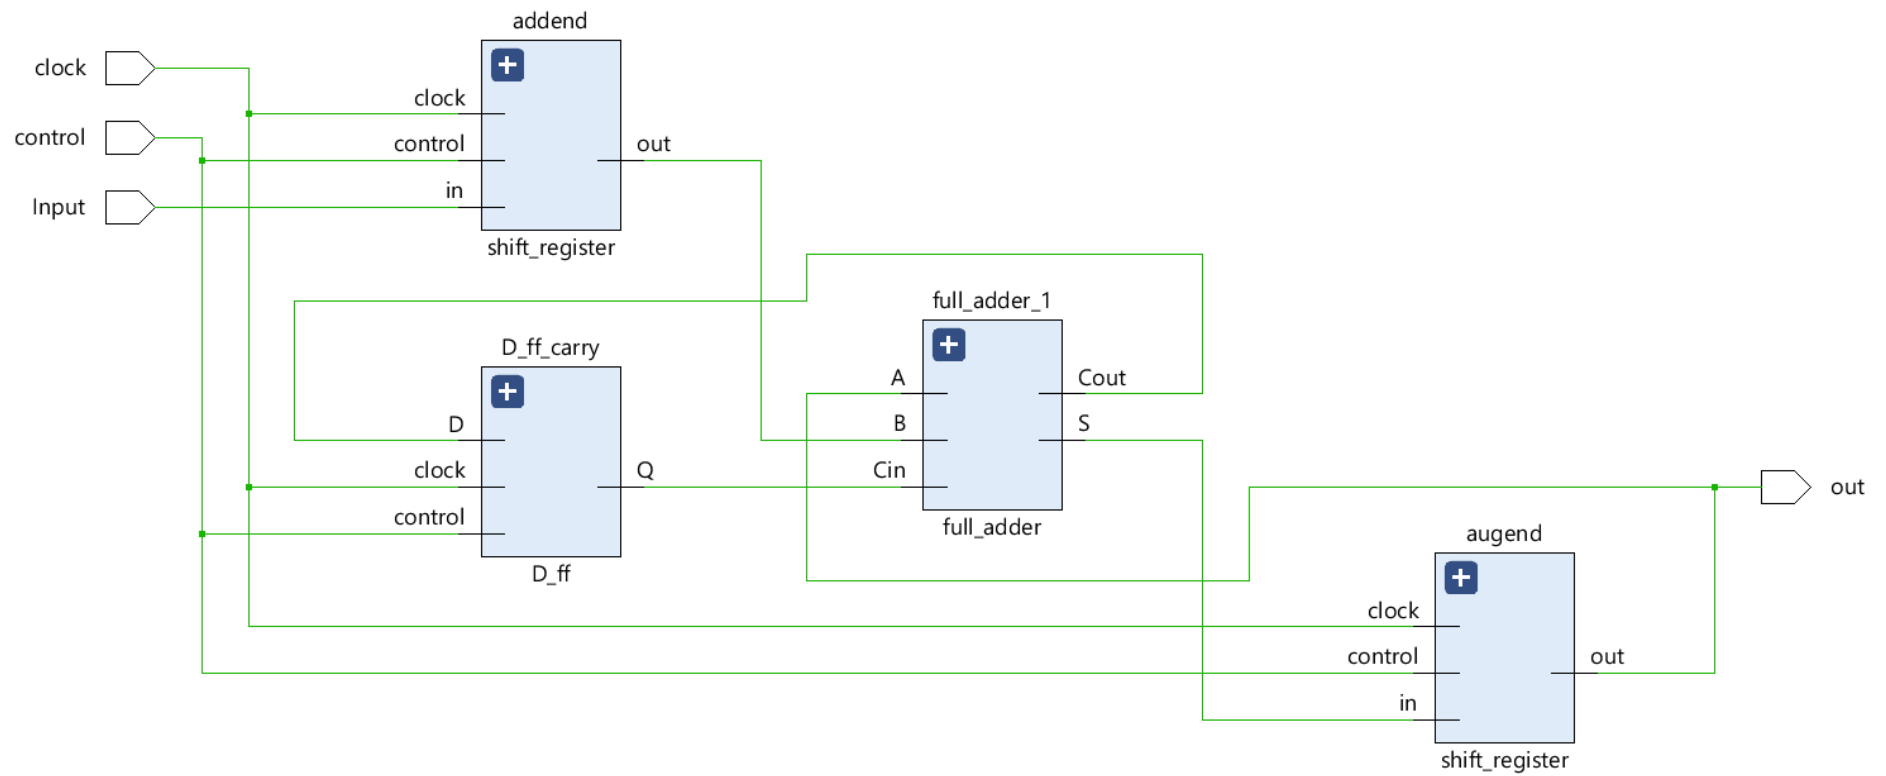 addend
clock
clock
control
control
out
in
Input
shift_register
full_adder_1
D_ff_carry
A
Cout
D
B
S
clock
Q
Cin
out
control
full_adder
augend
D_ff
clock
control
out
in
shift_register